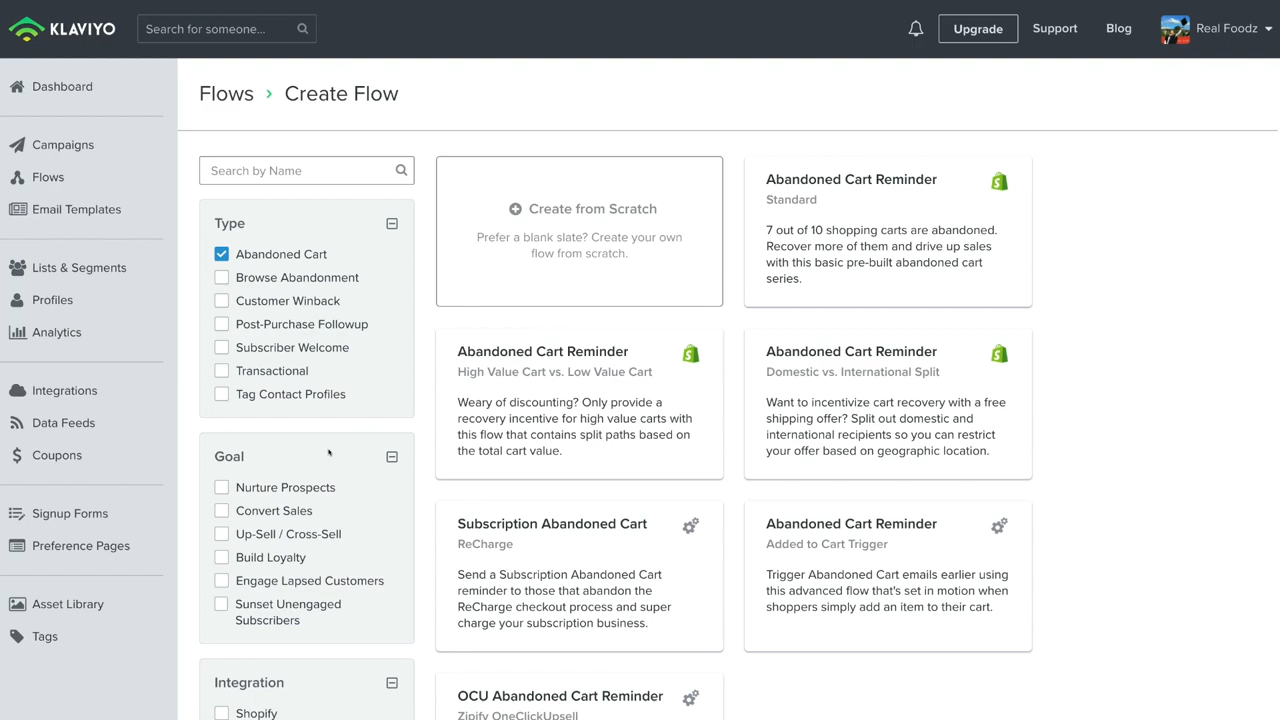 KLAVIYO
Search for someone...
Upgrade
Support
Blog
Real Foodz
Dashboard
Campaigns
Flows
Email Templates
Lists & Segments
Profiles
Analytics
Integrations
Data Feeds
Coupons
Signup Forms
Preference Pages
Asset Library
Tags
Flows > Create Flow
Search by Name
Type
Abandoned Cart
Browse Abandonment
Customer Winback
Post-Purchase Followup
Subscriber Welcome
Transactional
Tag Contact Profiles
Goal
Nurture Prospects
Convert Sales
Up-Sell / Cross-Sell
Build Loyalty
Engage Lapsed Customers
Sunset Unengaged
Subscribers
Integration
Shopify
Create from Scratch
Prefer a blank slate? Create your own
flow from scratch.
Abandoned Cart Reminder
Standard
7 out of 10 shopping carts are abandoned.
Recover more of them and drive up sales
with this basic pre-built abandoned cart
series.
Abandoned Cart Reminder
High Value Cart vs. Low Value Cart
Weary of discounting? Only provide a
recovery incentive for high value carts with
this flow that contains split paths based on
the total cart value.
Abandoned Cart Reminder
Domestic vs. International Split
Want to incentivize cart recovery with a free
shipping offer? Split out domestic and
international recipients so you can restrict
your offer based on geographic location.
Subscription Abandoned Cart
ReCharge
Send a Subscription Abandoned Cart
reminder to those that abandon the
ReCharge checkout process and super
charge your subscription business.
Abandoned Cart Reminder
Added to Cart Trigger
Trigger Abandoned Cart emails earlier using
this advanced flow that's set in motion when
shoppers simply add an item to their cart.
OCU Abandoned Cart Reminder
Zipify OneClickUpsell